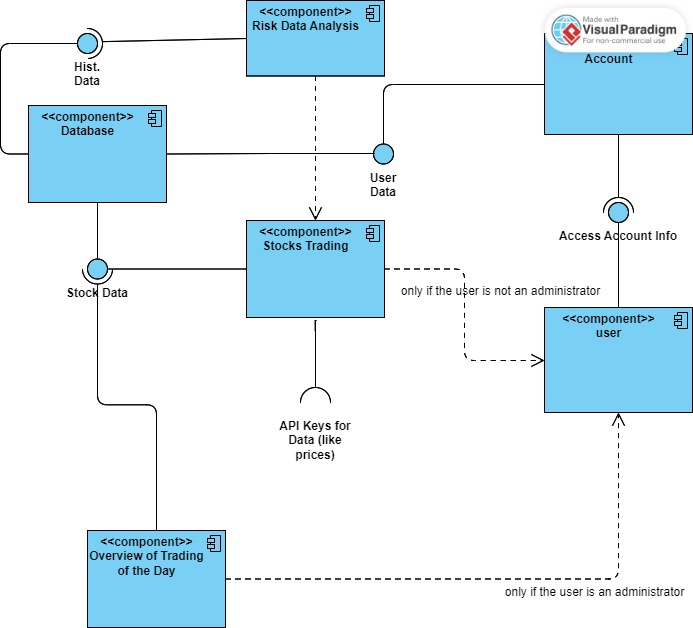 <<component>>
Risk Data Analysis
Made with
VisualParadigm
For non-commercial use
Account
Hist.
Data
<<component>>
Database
User
Data
<<component>>
Stocks Trading
Access Account Info
Stock Data
only if the user is not an administrator
<<component>>
user
API Keys for
Data (like
prices)
<<component>>
Overview of Trading
of the Day
only if the user is an administrator